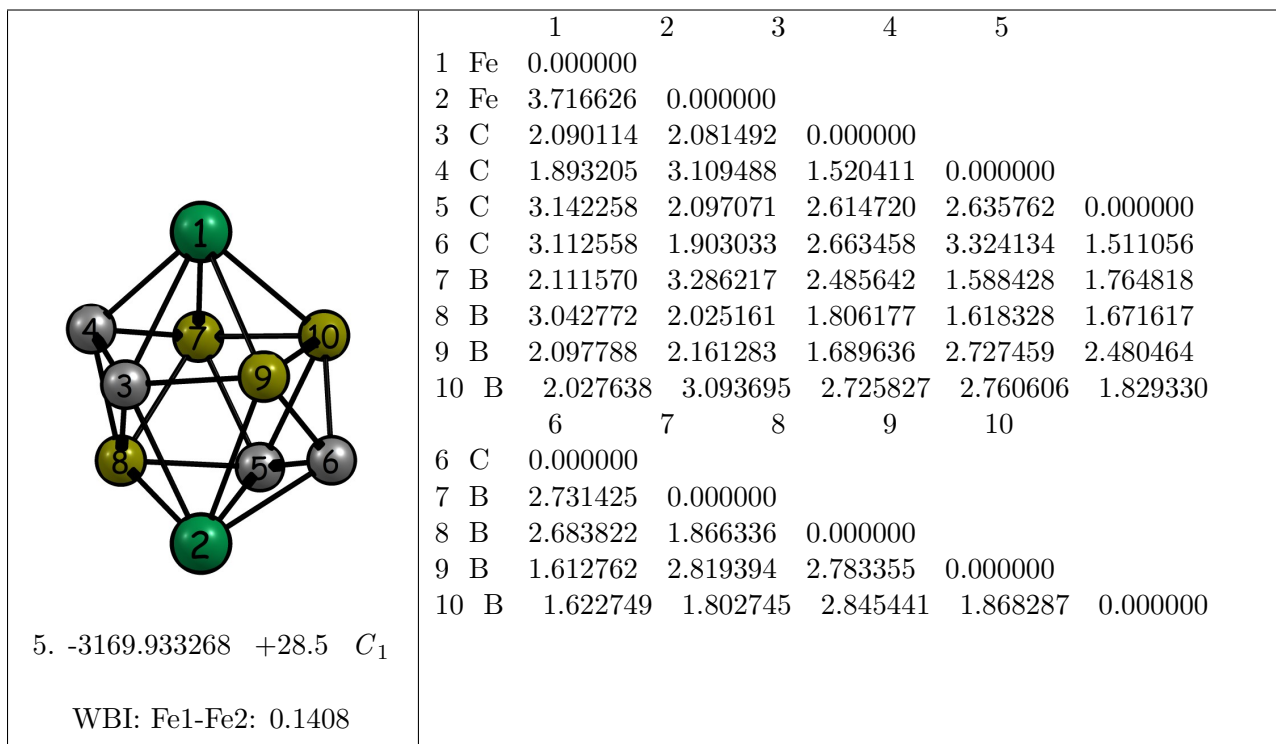 1
4
7
10
3
9
8
5
6
2
5. -3169.933268 +28.5 C1
WBI: Fe1-Fe2: 0.1408
1 2 3 4 5
1 Fe 0.000000
2 Fe 3.716626 0.000000
3 C 2.090114 2.081492 0.000000
4 C 1.893205 3.109488 1.520411 0.000000
5 C 3.142258 2.097071 2.614720 2.635762 0.000000
6 C 3.112558 1.903033 2.663458 3.324134 1.511056
7 B 2.111570 3.286217 2.485642 1.588428 1.764818
8 B 3.042772 2.025161 1.806177 1.618328 1.671617
9 B 2.097788 2.161283 1.689636 2.727459 2.480464
10 B 2.027638 3.093695 2.725827 2.760606 1.829330
6 7 8 9 10
6 C 0.000000
7 B 2.731425 0.000000
8 B 2.683822 1.866336 0.000000
9 B 1.612762 2.819394 2.783355 0.000000
10 B 1.622749 1.802745 2.845441 1.868287 0.000000